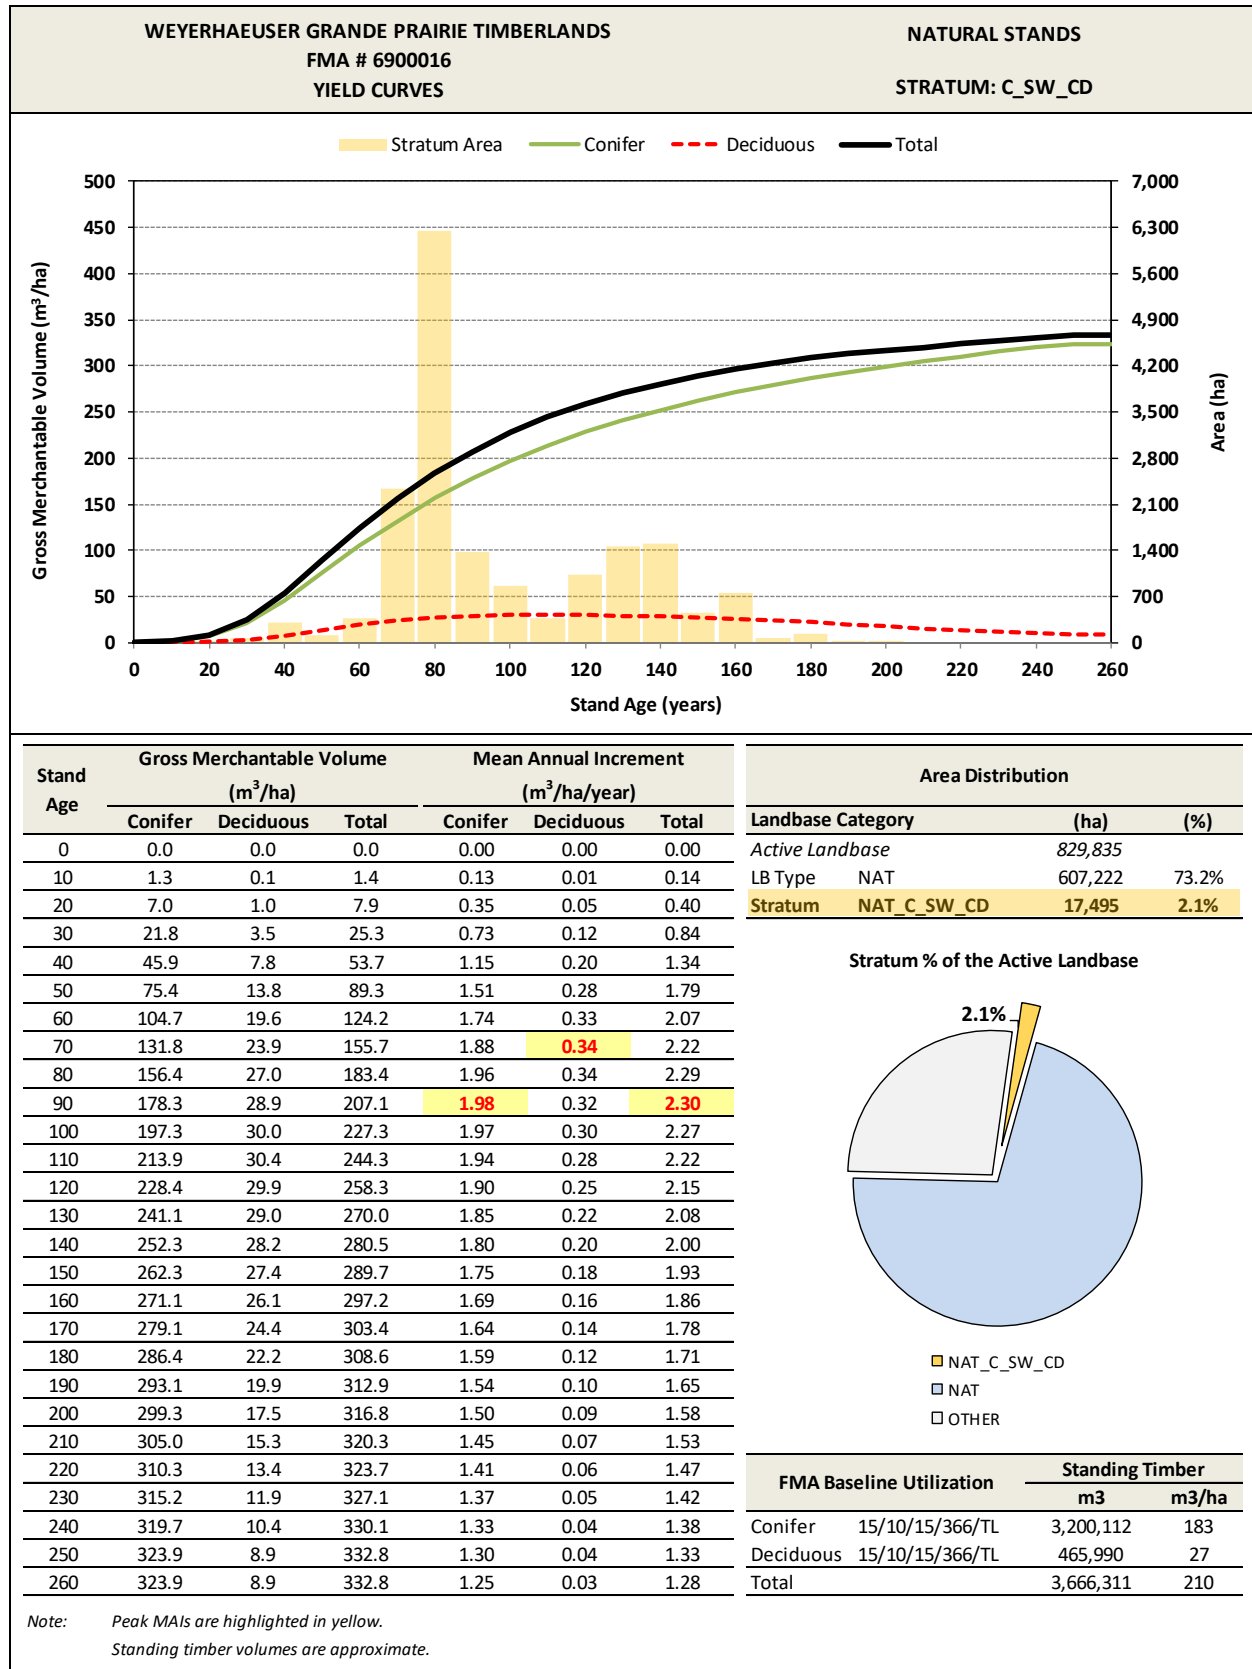 WEYERHAEUSER GRANDE PRAIRIE TIMBERLANDS
FMA # 6900016
YIELD CURVES
NATURAL STANDS
STRATUM: C_SW_CD
Stratum Area Conifer Deciduous Total
500
450
400
350
300
250
200
150
100
50
0
Gross Merchantable Volume (m³/ha)
7,000
6,300
5,600
4,900
4,200
3,500
2,800
2,100
1,400
700
0
Area (ha)
0 20 40 60 80 100 120 140 160 180 200 220 240 260
Stand Age (years)
Stand Age
Gross Merchantable Volume (m³/ha)
Mean Annual Increment (m³/ha/year)
Conifer Deciduous Total Conifer Deciduous Total
0 0.0 0.0 0.0 0.00 0.00 0.00
10 1.3 0.1 1.4 0.13 0.01 0.14
20 7.0 1.0 7.9 0.35 0.05 0.40
30 21.8 3.5 25.3 0.73 0.12 0.84
40 45.9 7.8 53.7 1.15 0.20 1.34
50 75.4 13.8 89.3 1.51 0.28 1.79
60 104.7 19.6 124.2 1.74 0.33 2.07
70 131.8 23.9 155.7 1.88 0.34 2.22
80 156.4 27.0 183.4 1.96 0.34 2.29
90 178.3 28.9 207.1 1.98 0.32 2.30
100 197.3 30.0 227.3 1.97 0.30 2.27
110 213.9 30.4 244.3 1.94 0.28 2.22
120 228.4 29.9 258.3 1.90 0.25 2.15
130 241.1 29.0 270.0 1.85 0.22 2.08
140 252.3 28.2 280.5 1.80 0.20 2.00
150 262.3 27.4 289.7 1.75 0.18 1.93
160 271.1 26.1 297.2 1.69 0.16 1.86
170 279.1 24.4 303.4 1.64 0.14 1.78
180 286.4 22.2 308.6 1.59 0.12 1.71
190 293.1 19.9 312.9 1.54 0.10 1.65
200 299.3 17.5 316.8 1.50 0.09 1.58
210 305.0 15.3 320.3 1.45 0.07 1.53
220 310.3 13.4 323.7 1.41 0.06 1.47
230 315.2 11.9 327.1 1.37 0.05 1.42
240 319.7 10.4 330.1 1.33 0.04 1.38
250 323.9 8.9 332.8 1.30 0.04 1.33
260 323.9 8.9 332.8 1.25 0.03 1.28
Area Distribution
Landbase Category (ha) (%)
Active Landbase 829,835
LB Type NAT 607,222 73.2%
Stratum NAT_C_SW_CD 17,495 2.1%
Stratum % of the Active Landbase
2.1%
NAT_C_SW_CD
NAT
OTHER
FMA Baseline Utilization Standing Timber
m3 m3/ha
Conifer 15/10/15/366/TL 3,200,112 183
Deciduous 15/10/15/366/TL 465,990 27
Total 3,666,311 210
Note: Peak MAIs are highlighted in yellow.
Standing timber volumes are approximate.